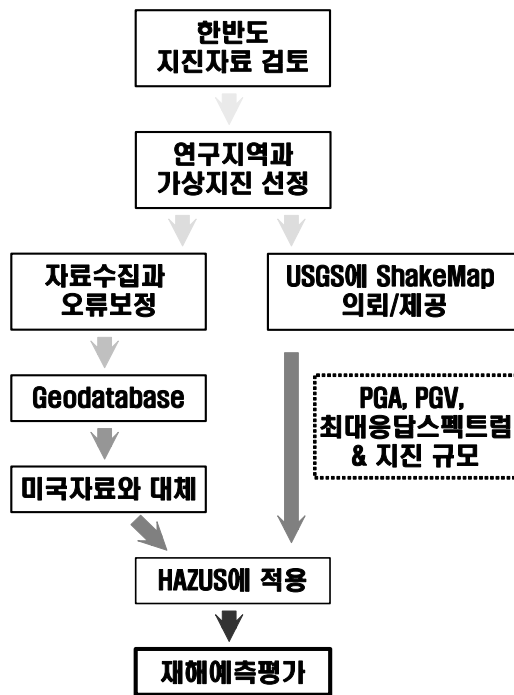 한반도
지진자료 검토
연구지역과
가상지진 선정
자료수집과
오류보정
USGS에 ShakeMap
의뢰/제공
Geodatabase
PGA, PGV,
최대응답스펙트럼
& 지진 규모
미국자료와 대체
HAZUS에 적용
재해예측평가